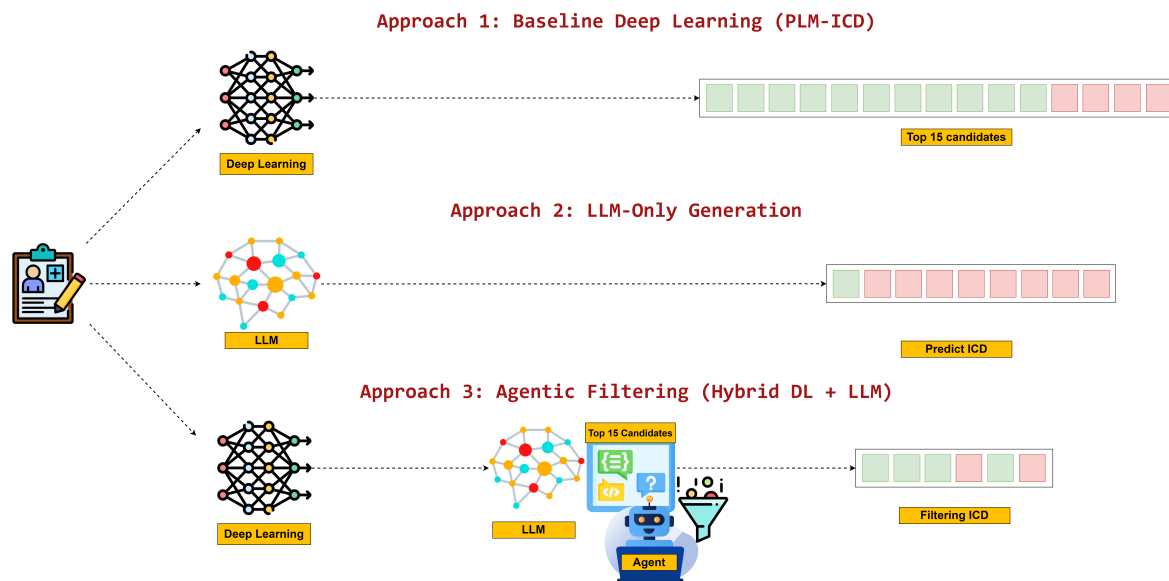 Approach 1: Baseline Deep Learning (PLM-ICD)
Deep Learning
Top 15 candidates
Approach 2: LLM-Only Generation
LLM
Predict ICD
Approach 3: Agentic Filtering (Hybrid DL + LLM)
Deep Learning
LLM
Top 15 Candidates
Agent
Filtering ICD